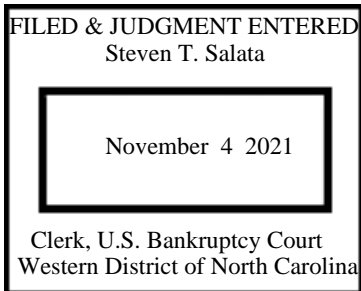 FILED & JUDGMENT ENTERED
Steven T. Salata
November 4 2021
Clerk, U.S. Bankruptcy Court
Western District of North Carolina